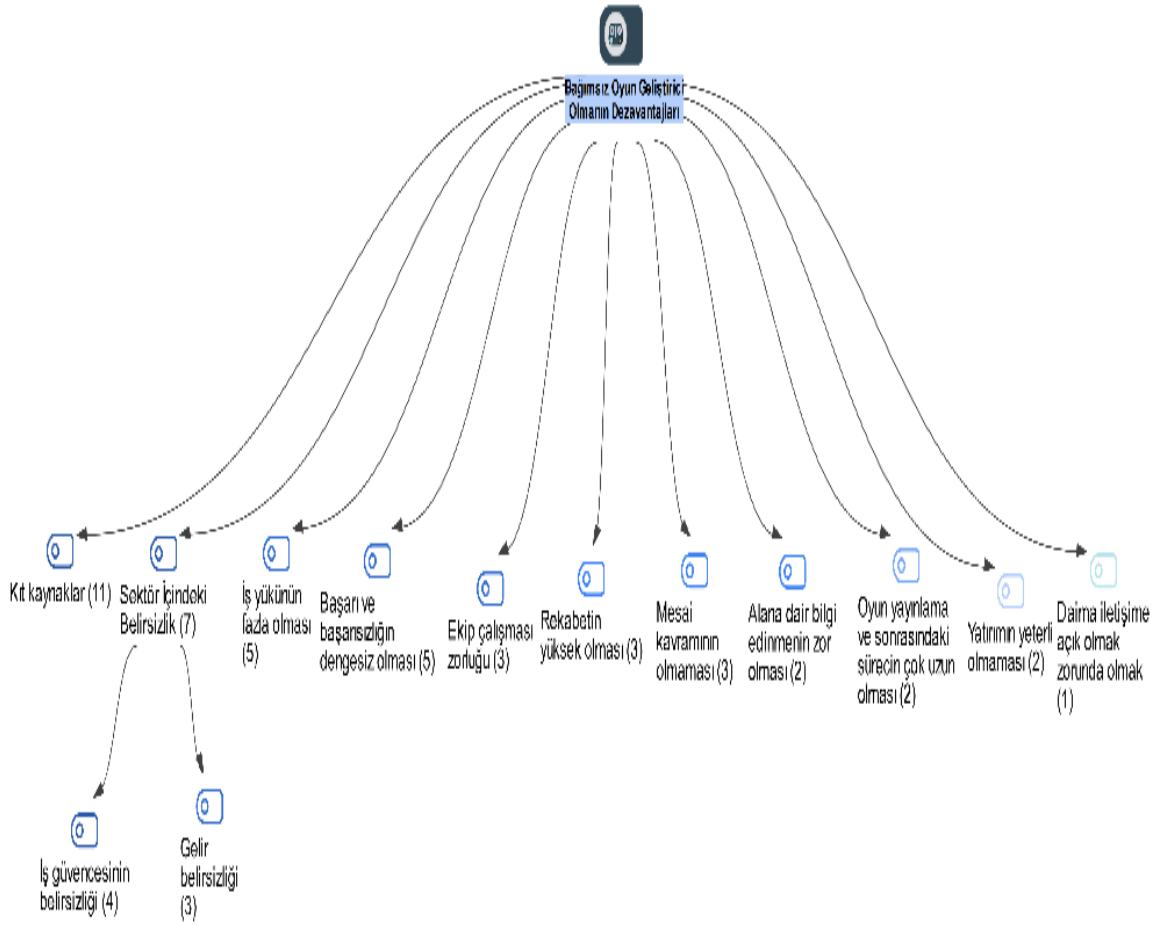 Bağımsız Oyun Geliştirici
Olmanın Dezavantajları
Kıt kaynaklar (11)
Sektör İçindeki
Belirsizlik (7)
İş yükünün
fazla olması
(5)
Başarı ve
başarısızlığın
dengesiz olması (5)
Ekip çalışması
zorluğu (3)
Rekabetin
yüksek olması (3)
Mesai
kavramının
olmaması (3)
Alana dair bilgi
edinmenin zor
olması (2)
Oyun yayınlama
ve sonrasındaki
sürecin çok uzun
olması (2)
Yatırımın yeterli
olmaması (2)
Daima iletişime
açık olmak
zorunda olmak
(1)
İş güvencesinin
belirsizliği (4)
Gelir
belirsizliği
(3)